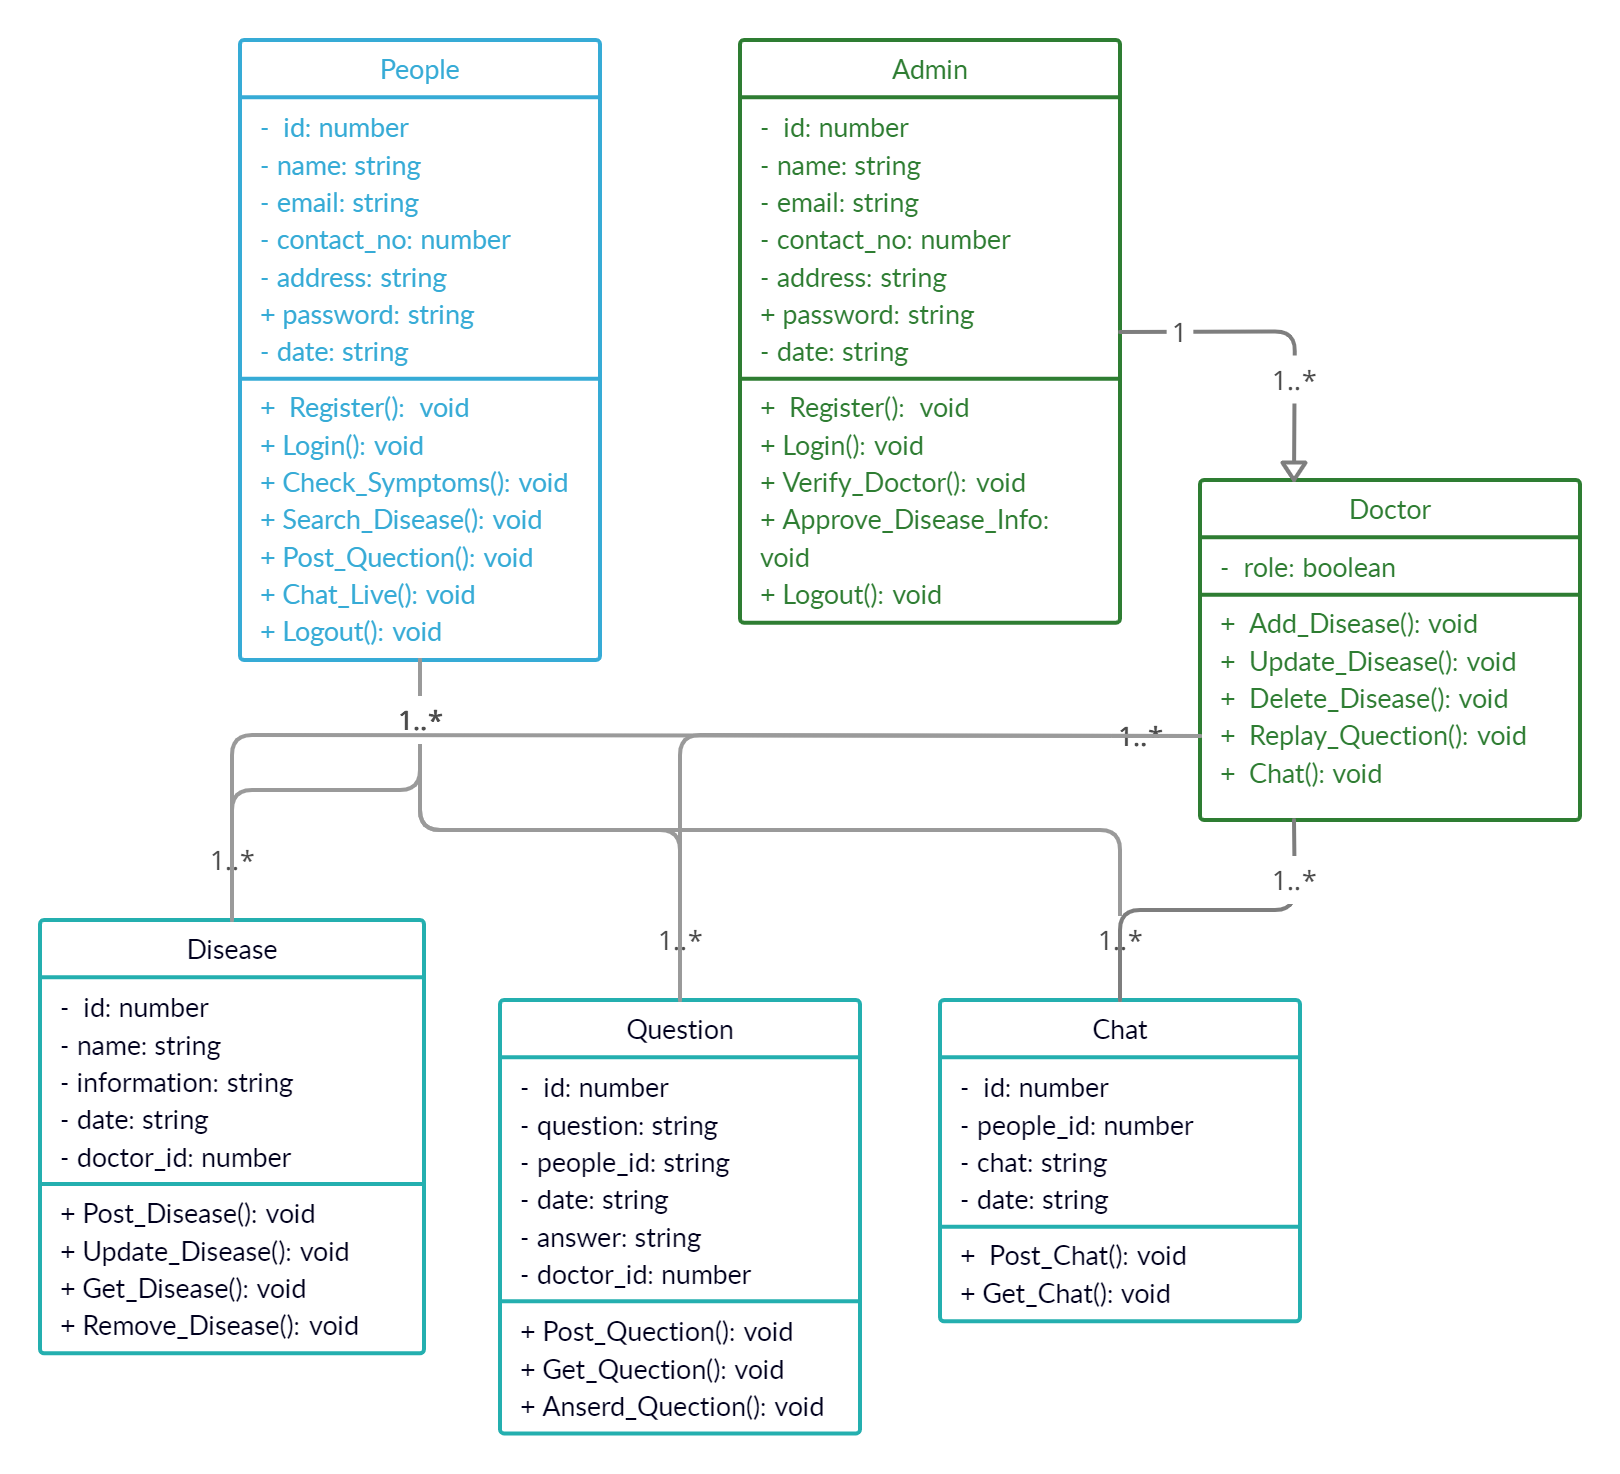 People
-  id: number
- name: string
- email: string
- contact_no: number
- address: string
+ password: string
- date: string
+  Register():  void
+ Login(): void
+ Check_Symptoms(): void
+ Search_Disease(): void
+ Post_Quection(): void
+ Chat_Live(): void
+ Logout(): void
Admin
-  id: number
- name: string
- email: string
- contact_no: number
- address: string
+ password: string
- date: string
+  Register():  void
+ Login(): void
+ Verify_Doctor(): void
+ Approve_Disease_Info:
void
+ Logout(): void
1
1..*
Doctor
-  role: boolean
+  Add_Disease(): void
+  Update_Disease(): void
+  Delete_Disease(): void
+  Replay_Quection(): void
+  Chat(): void
1..*
1..*
1..*
1..*
1..*
1..*
Disease
-  id: number
- name: string
- information: string
- date: string
- doctor_id: number
+ Post_Disease(): void
+ Update_Disease(): void
+ Get_Disease(): void
+ Remove_Disease(): void
Question
-  id: number
- question: string
- people_id: string
- date: string
- answer: string
- doctor_id: number
+ Post_Quection(): void
+ Get_Quection(): void
+ Anserd_Quection(): void
Chat
-  id: number
- people_id: number
- chat: string
- date: string
+  Post_Chat(): void
+ Get_Chat(): void